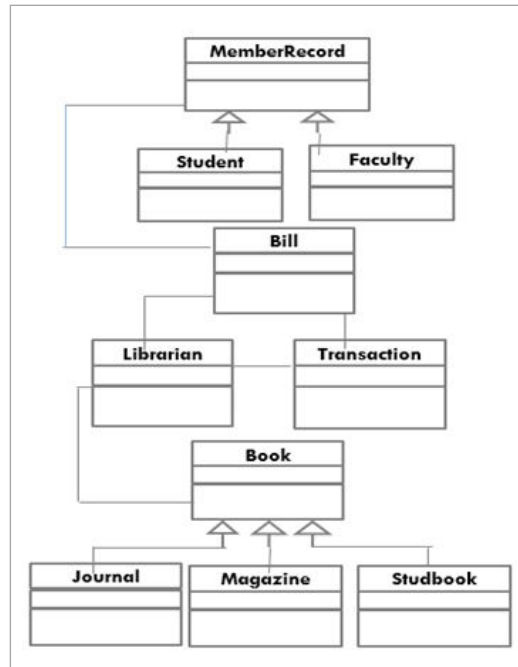 MemberRecord
Student
Faculty
Bill
Librarian
Transaction
Book
Journal
Magazine
Studbook